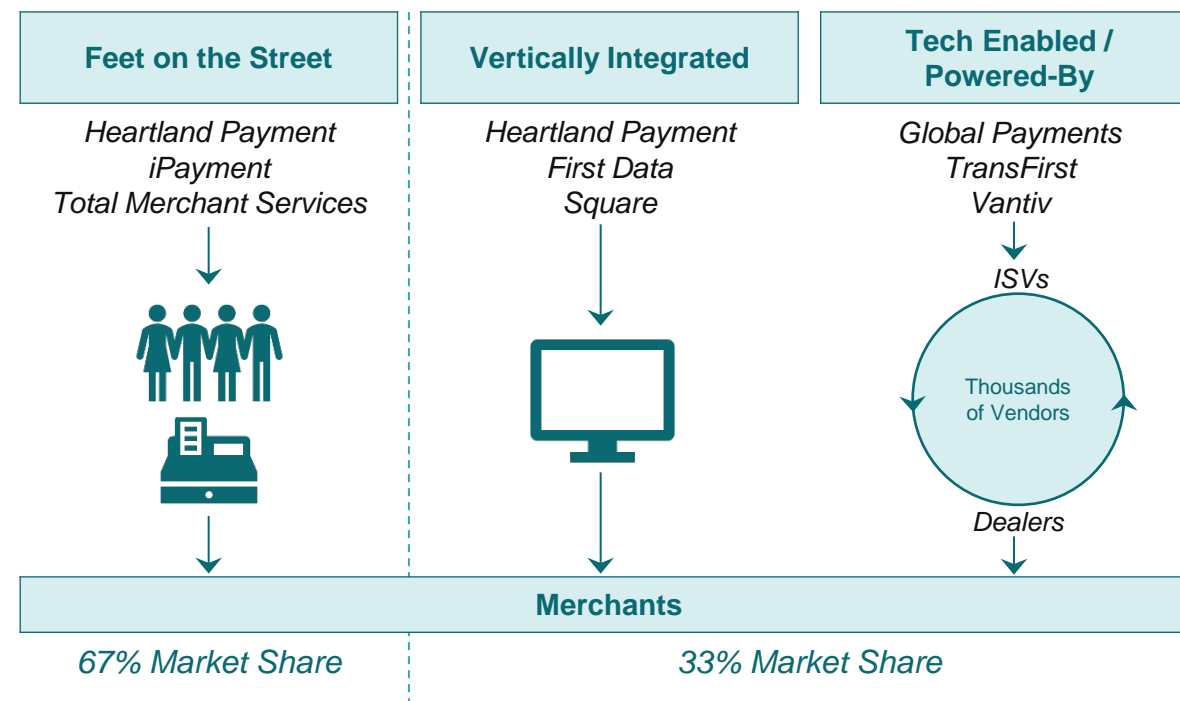 Feet on the Street
Heartland Payment
iPayment
Total Merchant Services
Vertically Integrated
Heartland Payment
First Data
Square
Tech Enabled /
Powered-By
Global Payments
TransFirst
Vantiv
ISVs
Thousands
of Vendors
Dealers
Merchants
67% Market Share
33% Market Share